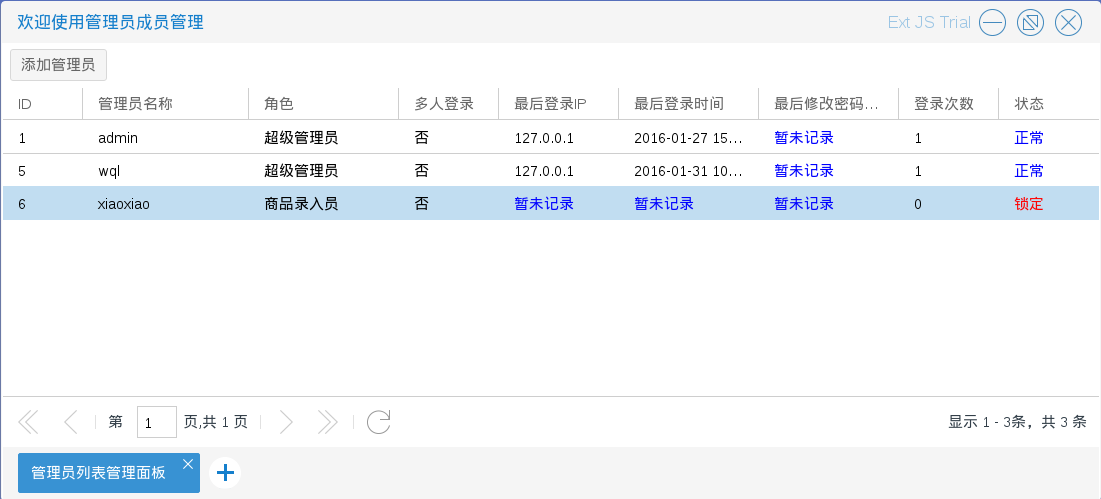 欢迎使用管理员成员管理 Ext JS Trial
添加管理员
ID 管理员名称 角色 多人登录 最后登录IP 最后登录时间 最后修改密码... 登录次数 状态
1 admin 超级管理员 否 127.0.0.1 2016-01-27 15... 暂未记录 1 正常
5 wql 超级管理员 否 127.0.0.1 2016-01-31 10... 暂未记录 1 正常
6 xiaoxiao 商品录入员 否 暂未记录 暂未记录 暂未记录 0 锁定
第 1 页,共 1 页 显示 1 - 3条，共 3 条
管理员列表管理面板